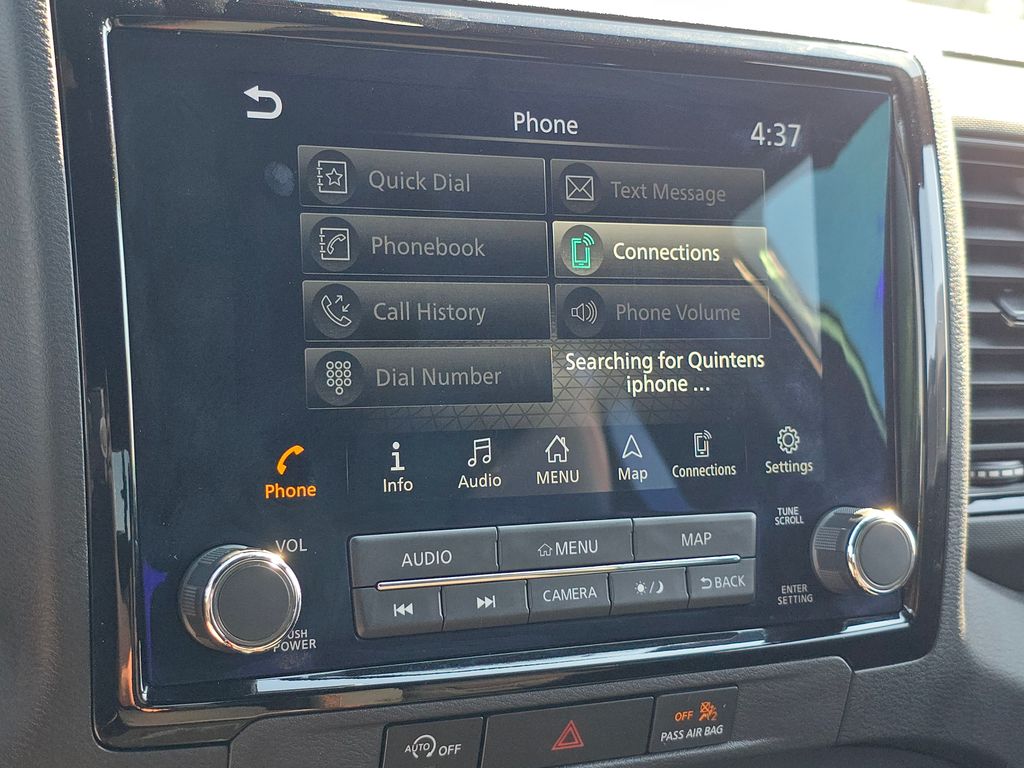 Phone
4:37
Quick Dial
Text Message
Phonebook
Connections
Call History
Phone Volume
Dial Number
Searching for Quintens
iphone ...
Phone
Info
Audio
MENU
Map
Connections
Settings
VOL
AUDIO
MENU
MAP
TUNE
SCROLL
CAMERA
BACK
ENTER
SETTING
PUSH
POWER
AUTO OFF
OFF
2
PASS AIR BAG